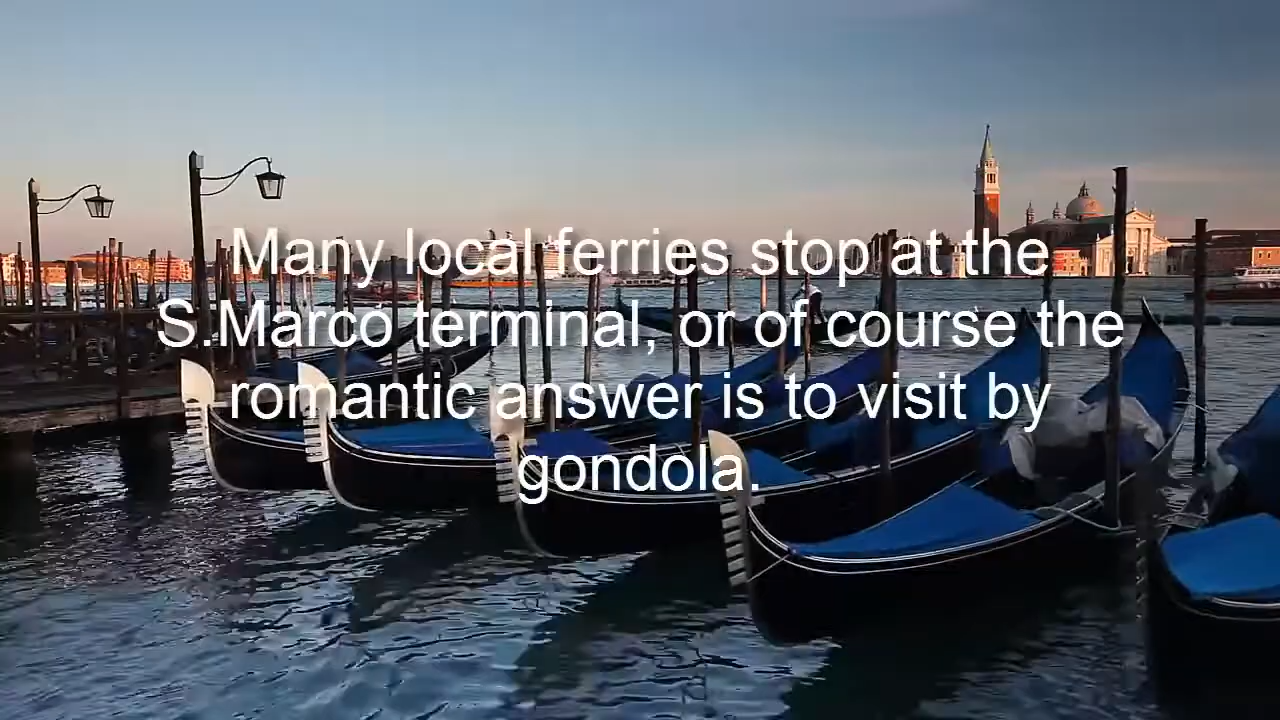 Many local ferries stop at the
S.Marco terminal, or of course the
romantic answer is to visit by
gondola.